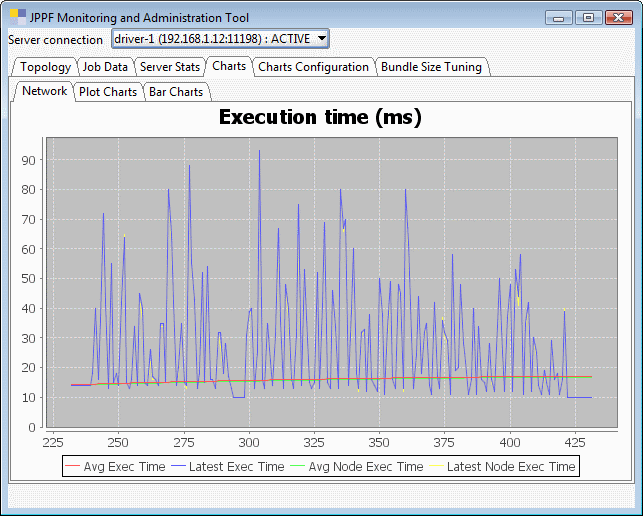 JPPF Monitoring and Administration Tool
Server connection driver-1 (192.168.1.12:11198) : ACTIVE
Topology Job Data Server Stats Charts Charts Configuration Bundle Size Tuning
Network Plot Charts Bar Charts
Execution time (ms)
90
80
70
60
50
40
30
20
10
0
225 250 275 300 325 350 375 400 425
Avg Exec Time Latest Exec Time Avg Node Exec Time Latest Node Exec Time